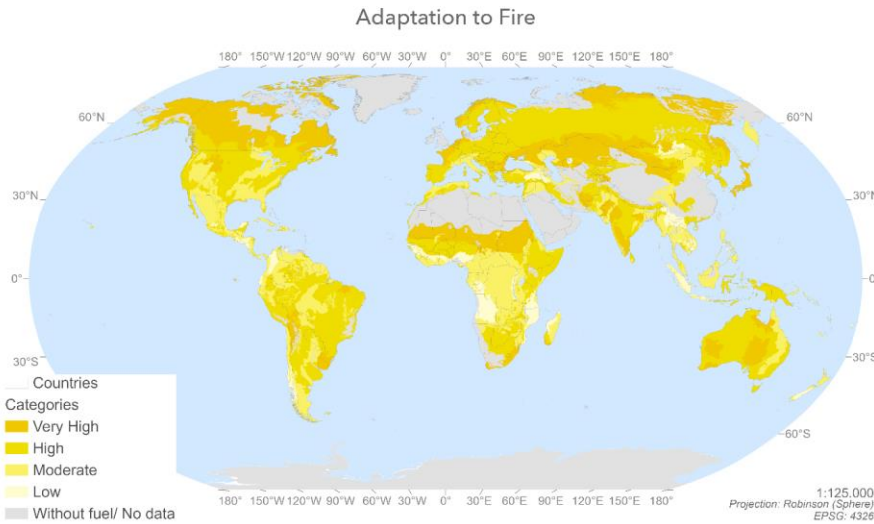 Adaptation to Fire
180° 150°W 120°W 90°W 60°W 30°W 0° 30°E 60°E 90°E 120°E 150°E 180°
60°N 60°N
30°N 30°N
0° 0°
30°S 30°S
Countries
Categories
Very High
60°S
High
Moderate
Low
180° 150°W 120°W 90°W 60°W 30°W 0° 30°E 60°E 90°E 120°E 150°E 180°
1:125.000
Without fuel/ No data
Projection: Robinson (Sphere)
EPSG: 4326